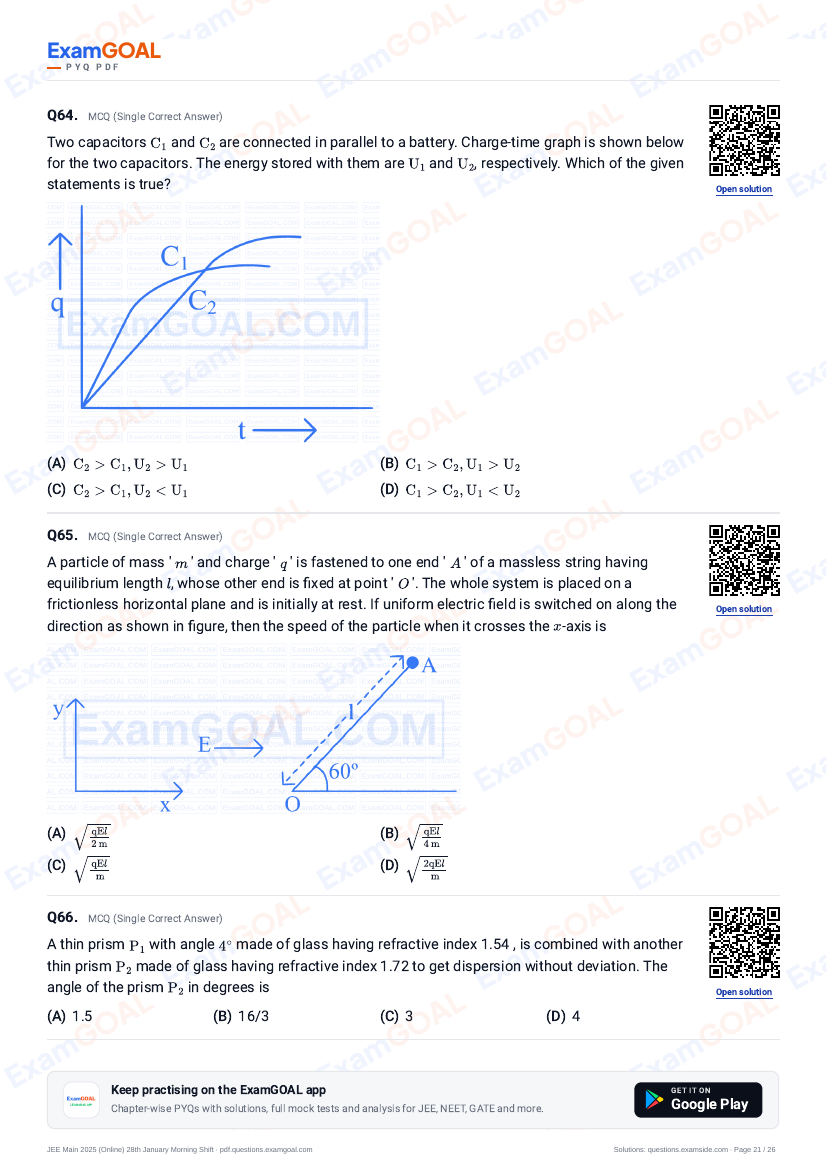 ExamGOAL
PYQ PDF
Q64. MCQ (Single Correct Answer)
Two capacitors C₁ and C₂ are connected in parallel to a battery. Charge-time graph is shown below
for the two capacitors. The energy stored with them are U₁ and U₂, respectively. Which of the given
statements is true?
Open solution
C₁
q
C₂
ExamGOAL.COM
t
(A) C₂ > C₁, U₂ > U₁
(B) C₁ > C₂, U₁ > U₂
(C) C₂ > C₁, U₂ < U₁
(D) C₁ > C₂, U₁ < U₂
Q65. MCQ (Single Correct Answer)
A particle of mass ' m ' and charge ' q ' is fastened to one end ' A ' of a massless string having
equilibrium length l, whose other end is fixed at point ' O '. The whole system is placed on a
frictionless horizontal plane and is initially at rest. If uniform electric field is switched on along the
direction as shown in figure, then the speed of the particle when it crosses the x-axis is
Open solution
A
y
l
ExamGOAL.COM
E
60º
x
O
(A) √(qEl/2 m)
(B) √(qEl/4 m)
(C) √(qEl/m)
(D) √(2qEl/m)
Q66. MCQ (Single Correct Answer)
A thin prism P₁ with angle 4° made of glass having refractive index 1.54 , is combined with another
thin prism P₂ made of glass having refractive index 1.72 to get dispersion without deviation. The
angle of the prism P₂ in degrees is
Open solution
(A) 1.5 (B) 16/3 (C) 3 (D) 4
ExamGOAL
Keep practising on the ExamGOAL app
Chapter-wise PYQs with solutions, full mock tests and analysis for JEE, NEET, GATE and more.
GET IT ON
Google Play
JEE Main 2025 (Online) 28th January Morning Shift · pdf.questions.examgoal.com
Solutions: questions.examside.com · Page 21 / 26